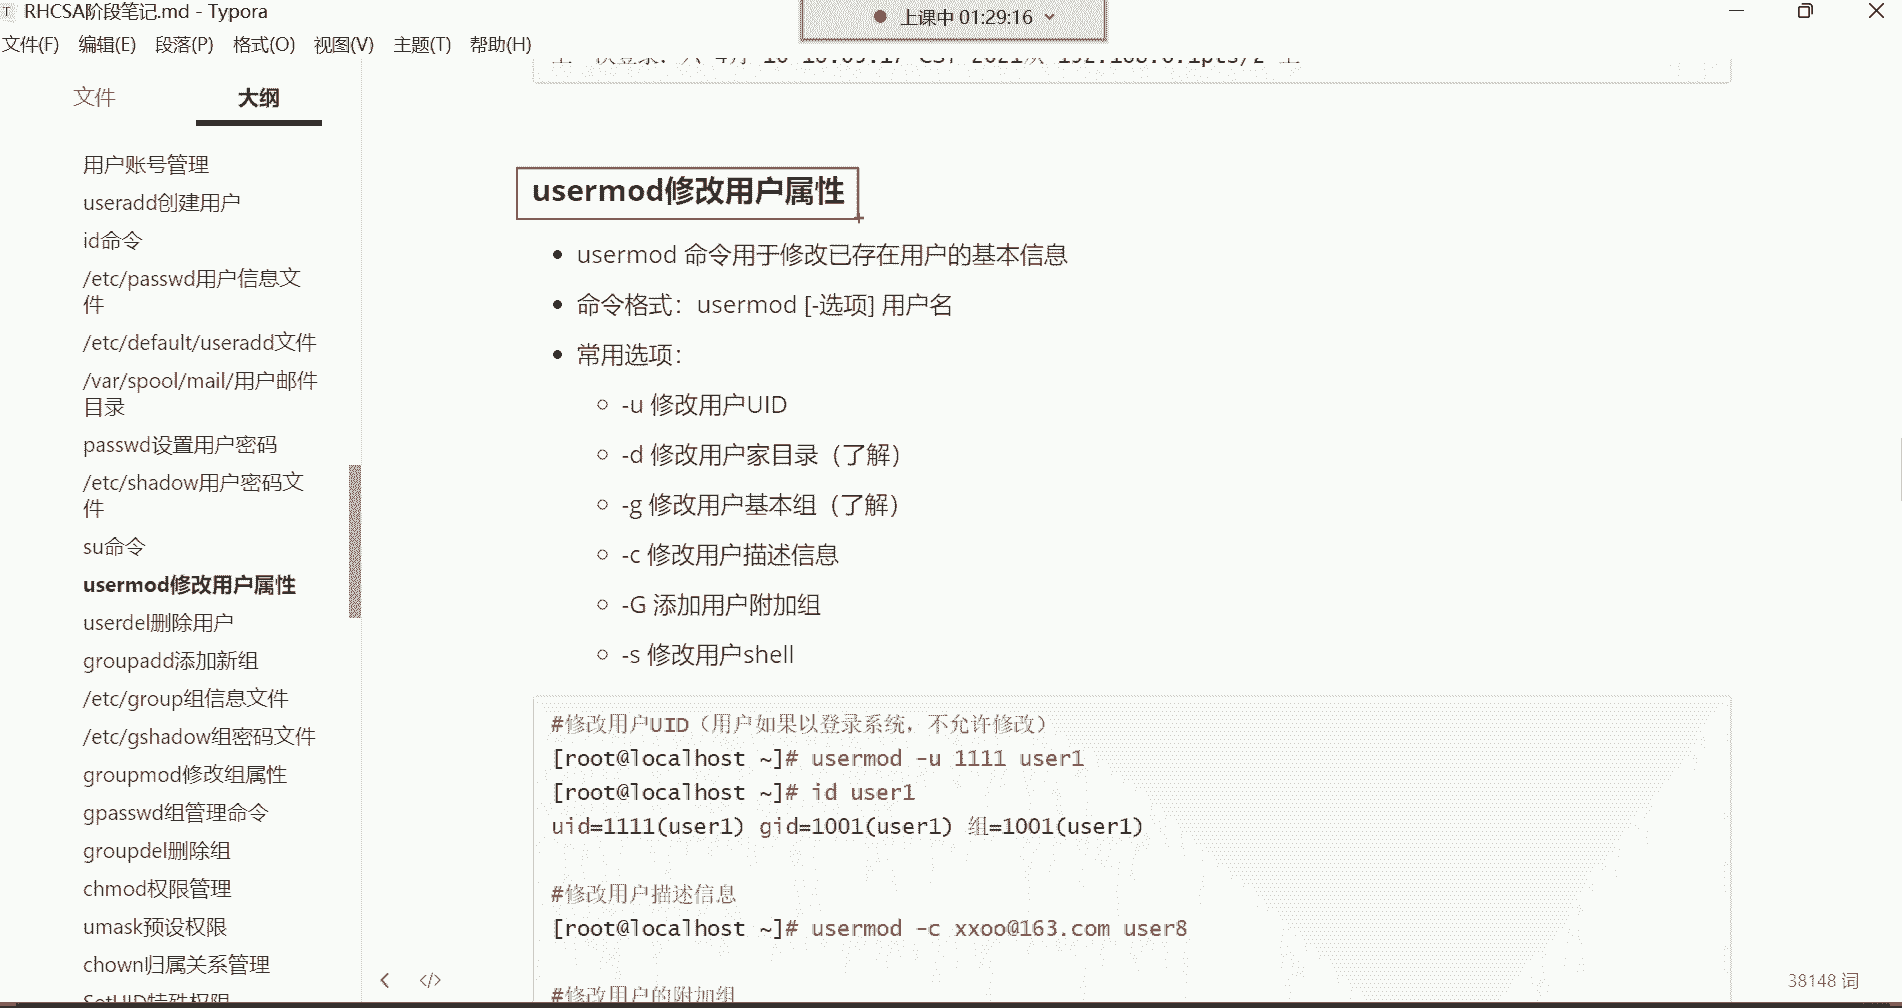 RHCSA阶段笔记.md - Typora
上课中 01:29:16
文件(F) 编辑(E) 段落(P) 格式(O) 视图(V) 主题(T) 帮助(H)
文件 大纲
用户账号管理
useradd创建用户
id命令
/etc/passwd用户信息文
件
/etc/default/useradd文件
/var/spool/mail/用户邮件
目录
passwd设置用户密码
/etc/shadow用户密码文
件
su命令
usermod修改用户属性
userdel删除用户
groupadd添加新组
/etc/group组信息文件
/etc/gshadow组密码文件
groupmod修改组属性
gpasswd组管理命令
groupdel删除组
chmod权限管理
umask预设权限
chown归属关系管理
SetUID特殊权限
usermod修改用户属性
usermod 命令用于修改已存在用户的基本信息
命令格式：usermod [-选项] 用户名
常用选项：
-u 修改用户UID
-d 修改用户家目录（了解）
-g 修改用户基本组（了解）
-c 修改用户描述信息
-G 添加用户附加组
-s 修改用户shell
#修改用户UID（用户如果以登录系统，不允许修改）
[root@localhost ~]# usermod -u 1111 user1
[root@localhost ~]# id user1
uid=1111(user1) gid=1001(user1) 组=1001(user1)
#修改用户描述信息
[root@localhost ~]# usermod -c xxoo@163.com user8
#修改用户的附加组
38148 词